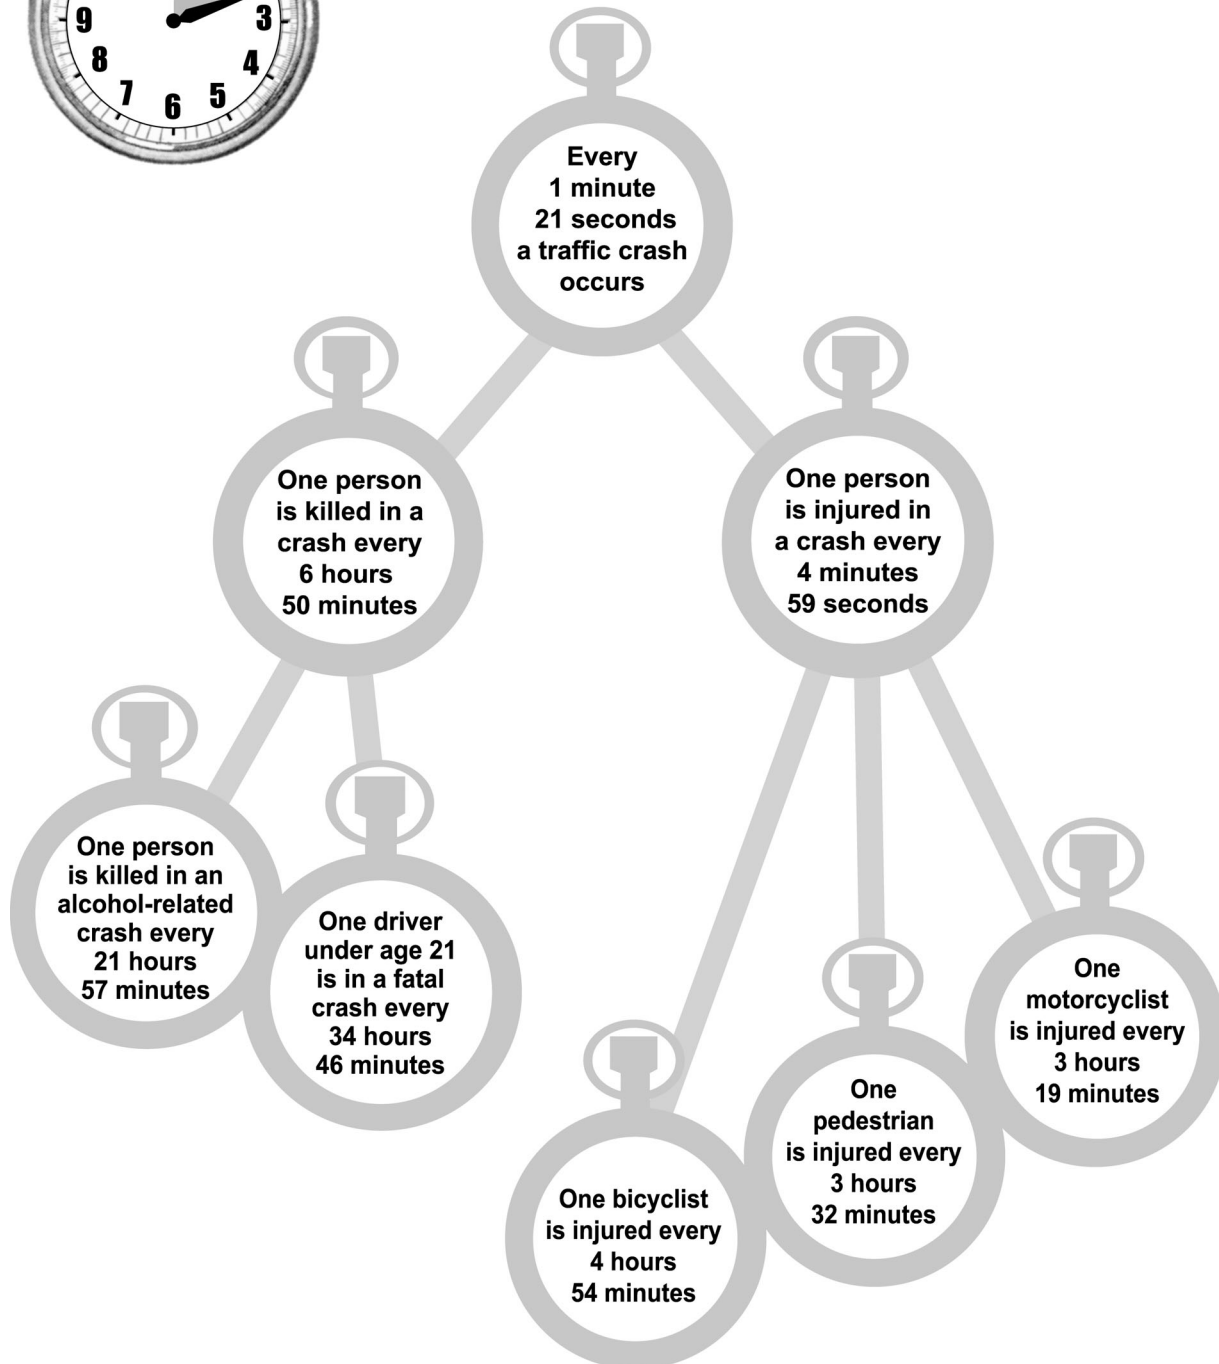 9
3
8
4
7
5
6
Every
1 minute
21 seconds
a traffic crash
occurs
One person
is killed in a
crash every
6 hours
50 minutes
One person
is injured in
a crash every
4 minutes
59 seconds
One person
is killed in an
alcohol-related
crash every
21 hours
57 minutes
One driver
under age 21
is in a fatal
crash every
34 hours
46 minutes
One bicyclist
is injured every
4 hours
54 minutes
One
pedestrian
is injured every
3 hours
32 minutes
One
motorcyclist
is injured every
3 hours
19 minutes